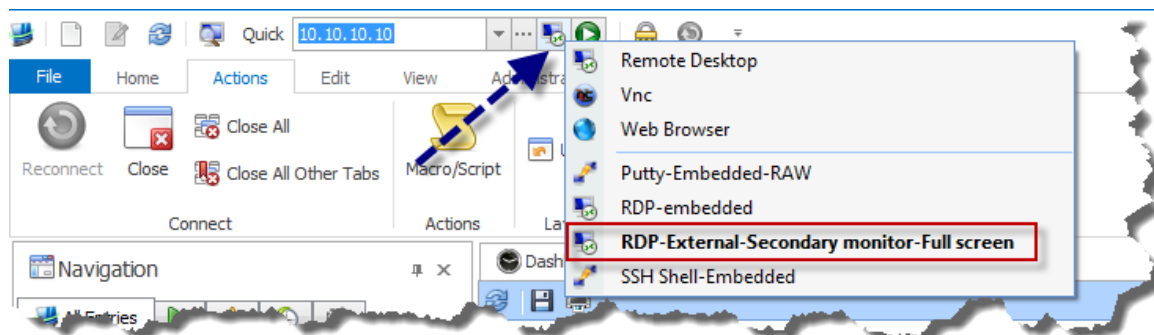 Quick 10.10.10.10
File Home Actions Edit View
Reconnect Close Close All
Close All Other Tabs
Macro/Script
Connect Actions
Navigation
All Entries
Remote Desktop
Vnc
Web Browser
Putty-Embedded-RAW
RDP-embedded
RDP-External-Secondary monitor-Full screen
SSH Shell-Embedded